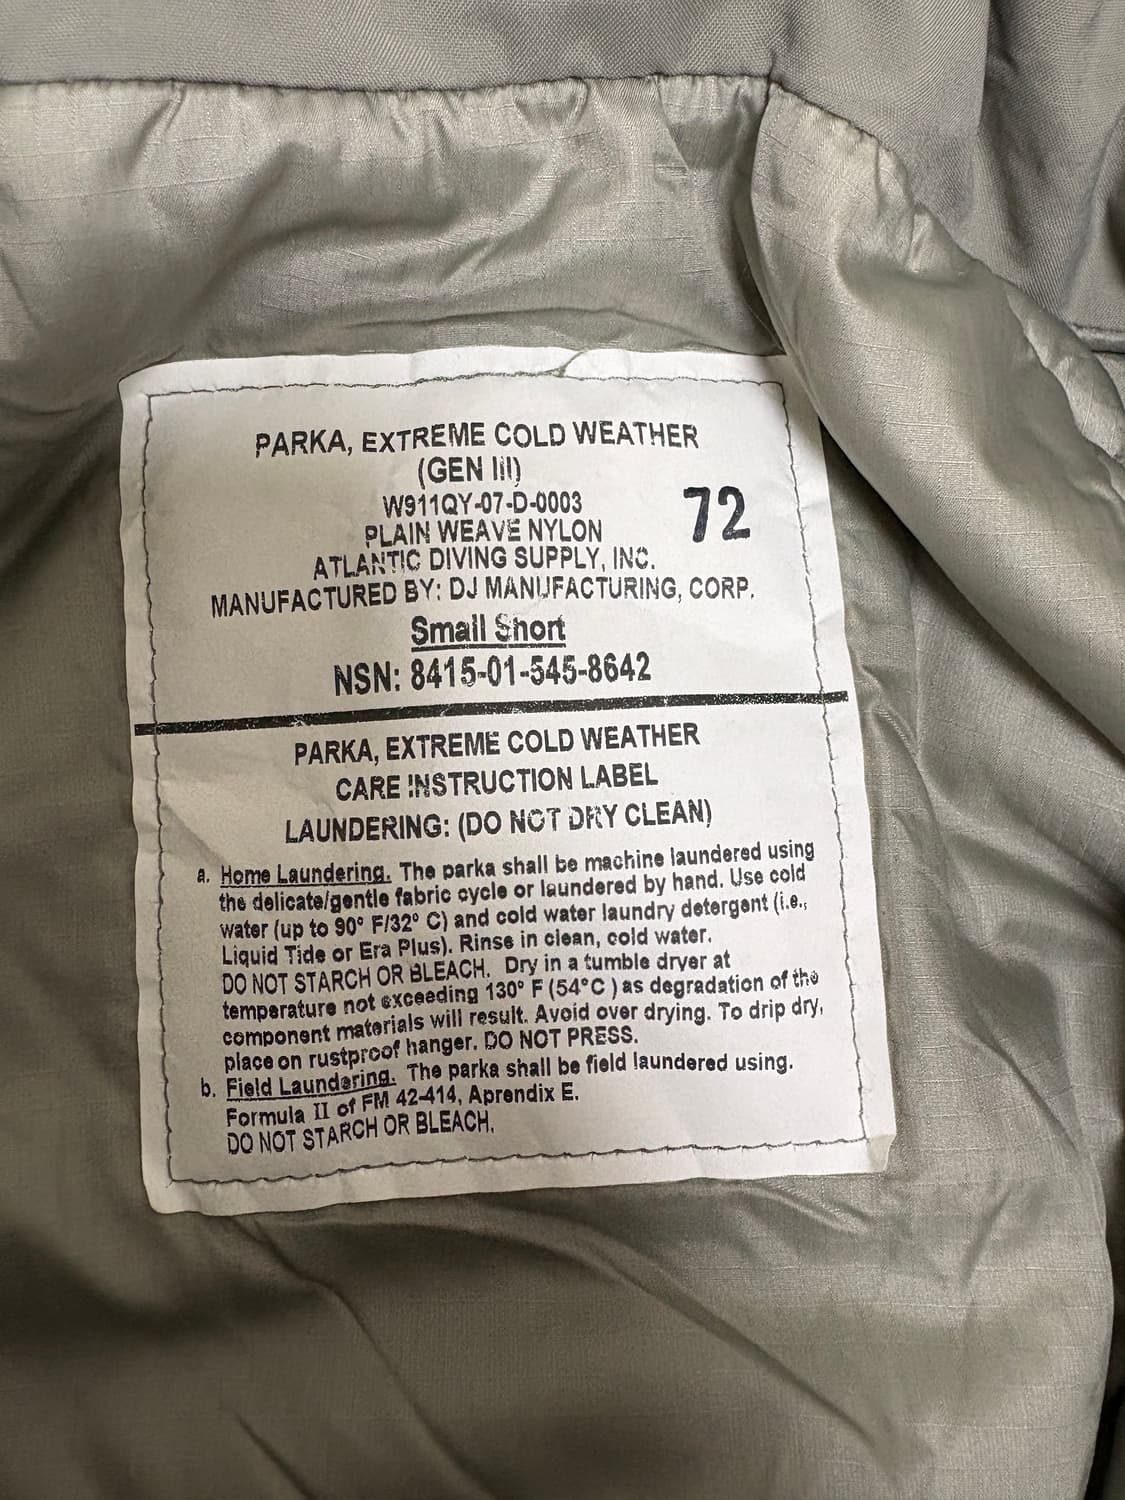 PARKA, EXTREME COLD WEATHER
(GEN III)
W911QY-07-D-0003
72
PLAIN WEAVE NYLON
ATLANTIC DIVING SUPPLY, INC.
MANUFACTURED BY: DJ MANUFACTURING, CORP.
Small Short
NSN: 8415-01-545-8642
PARKA, EXTREME COLD WEATHER
CARE INSTRUCTION LABEL
LAUNDERING: (DO NOT DRY CLEAN)
a. Home Laundering. The parka shall be machine laundered using
the delicate/gentle fabric cycle or laundered by hand. Use cold
water (up to 90° F/32° C) and cold water laundry detergent (i.e.,
Liquid Tide or Era Plus). Rinse in clean, cold water.
DO NOT STARCH OR BLEACH. Dry in a tumble dryer at
temperature not exceeding 130° F (54°C ) as degradation of the
component materials will result. Avoid over drying. To drip dry,
place on rustproof hanger. DO NOT PRESS.
b. Field Laundering. The parka shall be field laundered using.
Formula II of FM 42-414, Aprendix E.
DO NOT STARCH OR BLEACH.